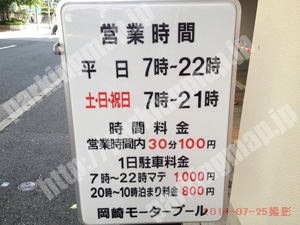 営業時間
平日 7時~22時
土・日・祝日 7時~21時
時間料金
営業時間内30分100円
1日駐車料金
7時~22時マデ 1,000円
20時~10時泊り料金 800円
岡崎モータープール
-07-25撮影